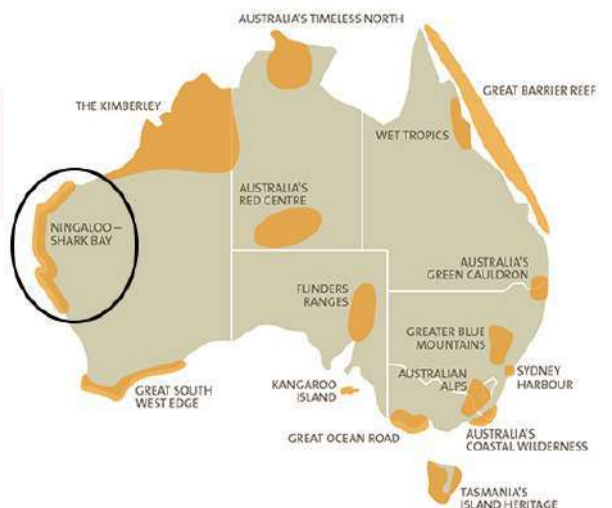 AUSTRALIA'S TIMELESS NORTH
GREAT BARRIER REEF
THE KIMBERLEY
WET TROPICS
AUSTRALIA'S
RED CENTRE
NINGALOO –
SHARK BAY
AUSTRALIA'S
GREEN CAULDRON
FLINDERS
RANGES
GREATER BLUE
MOUNTAINS
SYDNEY
HARBOUR
AUSTRALIAN
ALPS
KANGAROO
ISLAND
GREAT SOUTH
WEST EDGE
GREAT OCEAN ROAD
AUSTRALIA'S
COASTAL WILDERNESS
TASMANIA'S
ISLAND HERITAGE